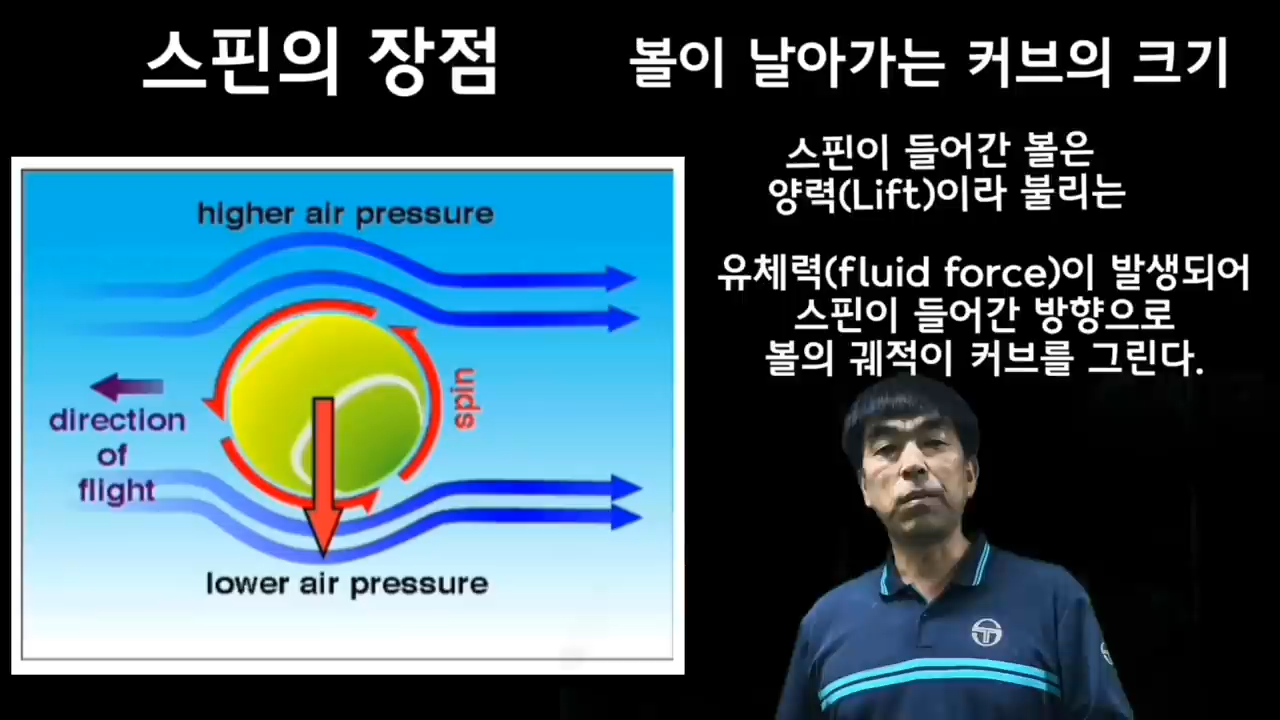 스핀의 장점
볼이 날아가는 커브의 크기
스핀이 들어간 볼은
양력(Lift)이라 불리는
유체력(fluid force)이 발생되어
스핀이 들어간 방향으로
볼의 궤적이 커브를 그린다.
higher air pressure
spin
direction
of
flight
lower air pressure